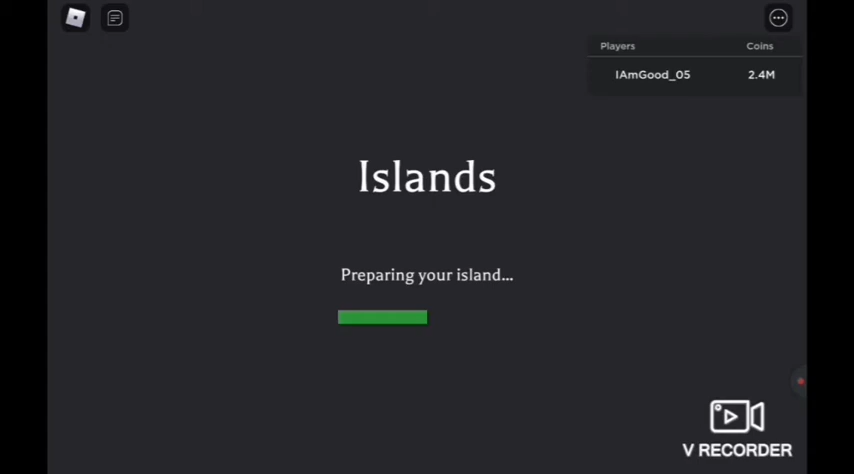 Players Coins
IAmGood_05 2.4M
Islands
Preparing your island...
V RECORDER